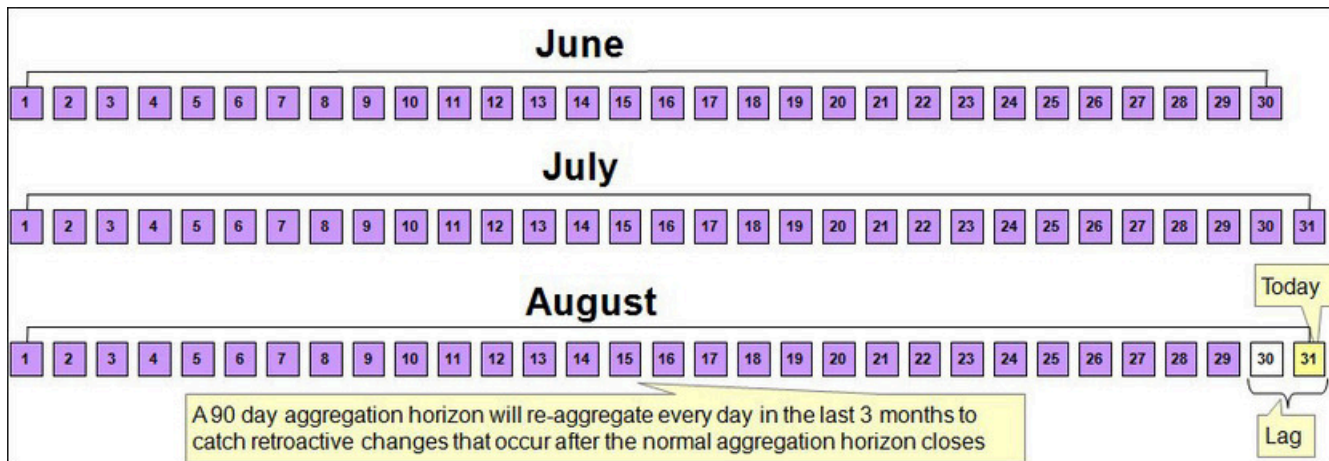 June
1 2 3 4 5 6 7 8 9 10 11 12 13 14 15 16 17 18 19 20 21 22 23 24 25 26 27 28 29 30
July
1 2 3 4 5 6 7 8 9 10 11 12 13 14 15 16 17 18 19 20 21 22 23 24 25 26 27 28 29 30 31
Today
August
1 2 3 4 5 6 7 8 9 10 11 12 13 14 15 16 17 18 19 20 21 22 23 24 25 26 27 28 29 30 31
A 90 day aggregation horizon will re-aggregate every day in the last 3 months to
catch retroactive changes that occur after the normal aggregation horizon closes
Lag